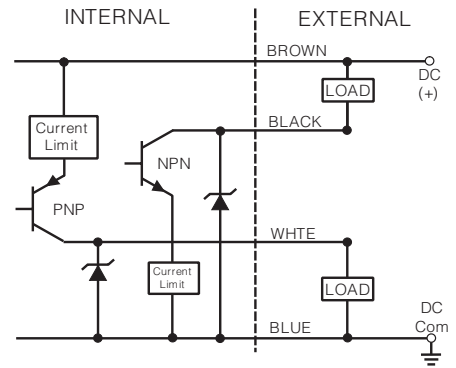 INTERNAL
EXTERNAL
BROWN
DC
(+)
LOAD
BLACK
Current
Limit
NPN
PNP
WHTE
Current
Limit
LOAD
DC
Com
BLUE